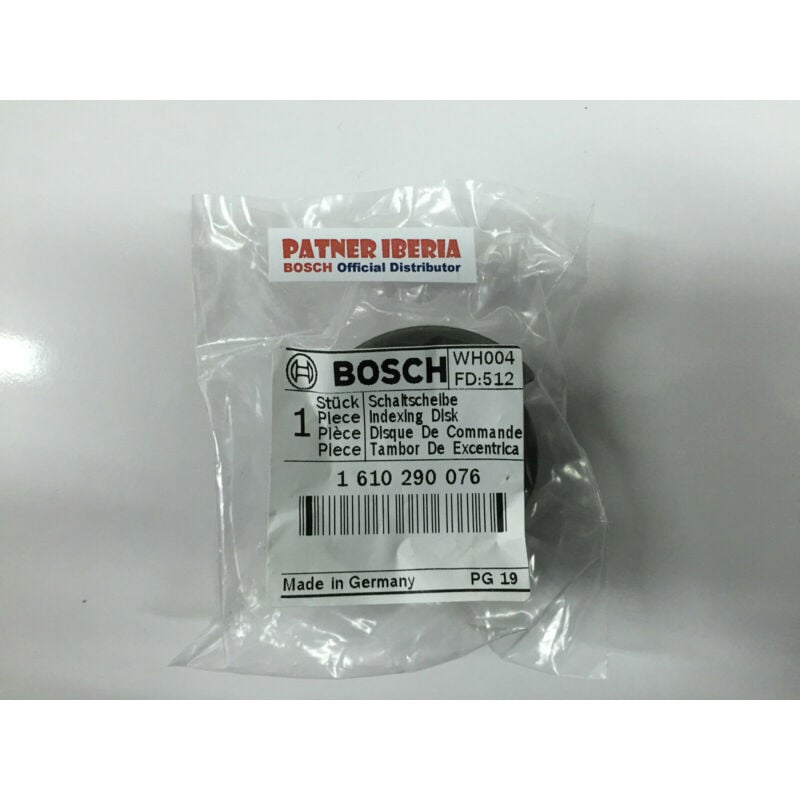 PATNER IBERIA
BOSCH Official Distributor
BOSCH
WH004
FD:512
1
Stück Schaltscheibe
Piece Indexing Disk
Pièce Disque De Commande
Piece Tambor De Excentrica
1 610 290 076
Made in Germany PG 19